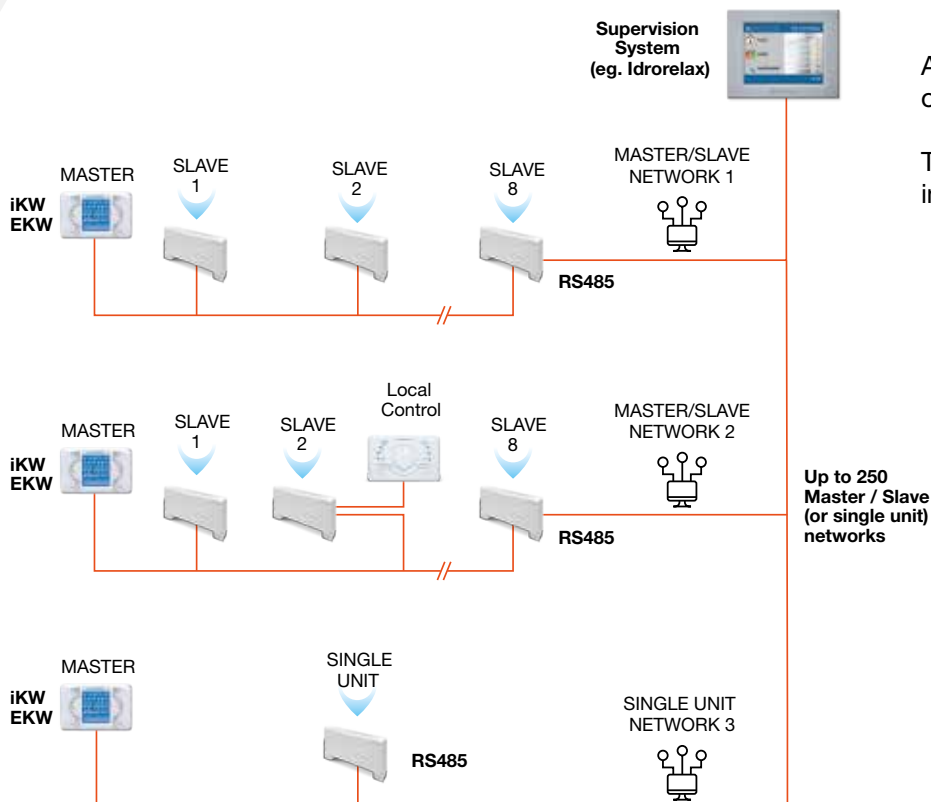 Supervision
System
(eg. Idrorelax)
MASTER
iKW
EKW
SLAVE
1
SLAVE
2
SLAVE
8
MASTER/SLAVE
NETWORK 1
RS485
MASTER
iKW
EKW
SLAVE
1
SLAVE
2
Local
Control
SLAVE
8
MASTER/SLAVE
NETWORK 2
RS485
Up to 250
Master / Slave
(or single unit)
networks
MASTER
iKW
EKW
SINGLE
UNIT
RS485
SINGLE UNIT
NETWORK 3